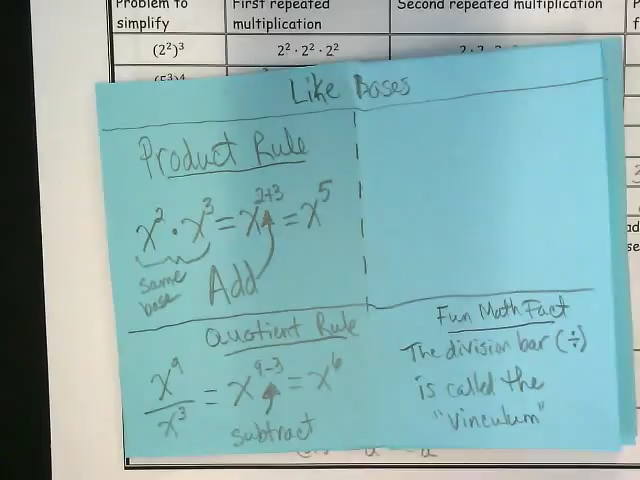 Problem to simplify
First repeated multiplication
Second repeated multiplication
(2²)³
2² · 2² · 2²
Like Bases
Product Rule
x² · x³ = x²⁺³ = x⁵
same base
Add
Quotient Rule
x⁹/x³ = x⁹⁻³ = x⁶
subtract
Fun Math Fact
The division bar (÷)
is called the
"vinculum"